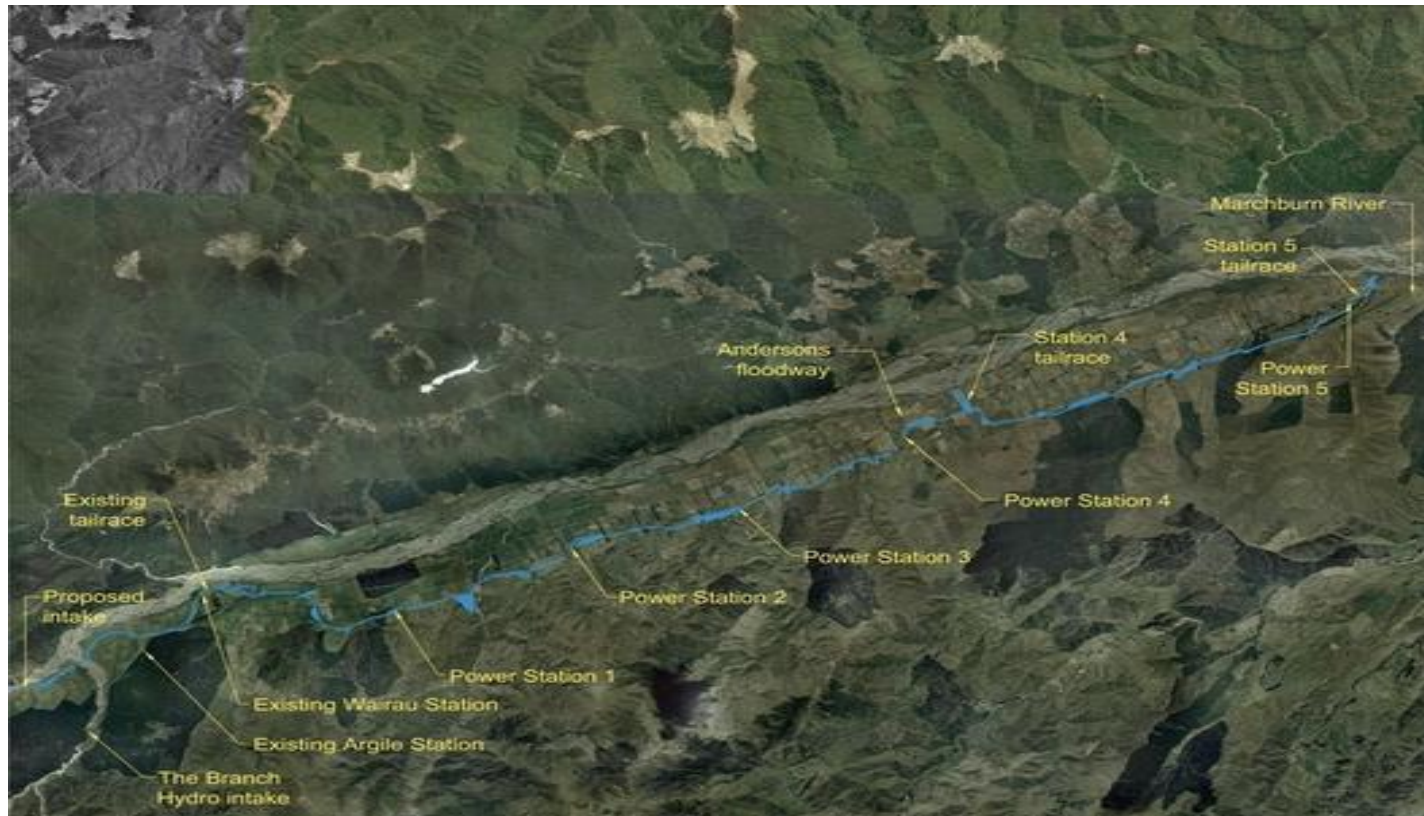 Marchburn River
Station 5
tailrace
Andersons
floodway
Station 4
tailrace
Power
Station 5
Existing
tailrace
Power Station 4
Power Station 3
Proposed
intake
Power Station 2
Power Station 1
Existing Wairau Station
Existing Argile Station
The Branch
Hydro intake